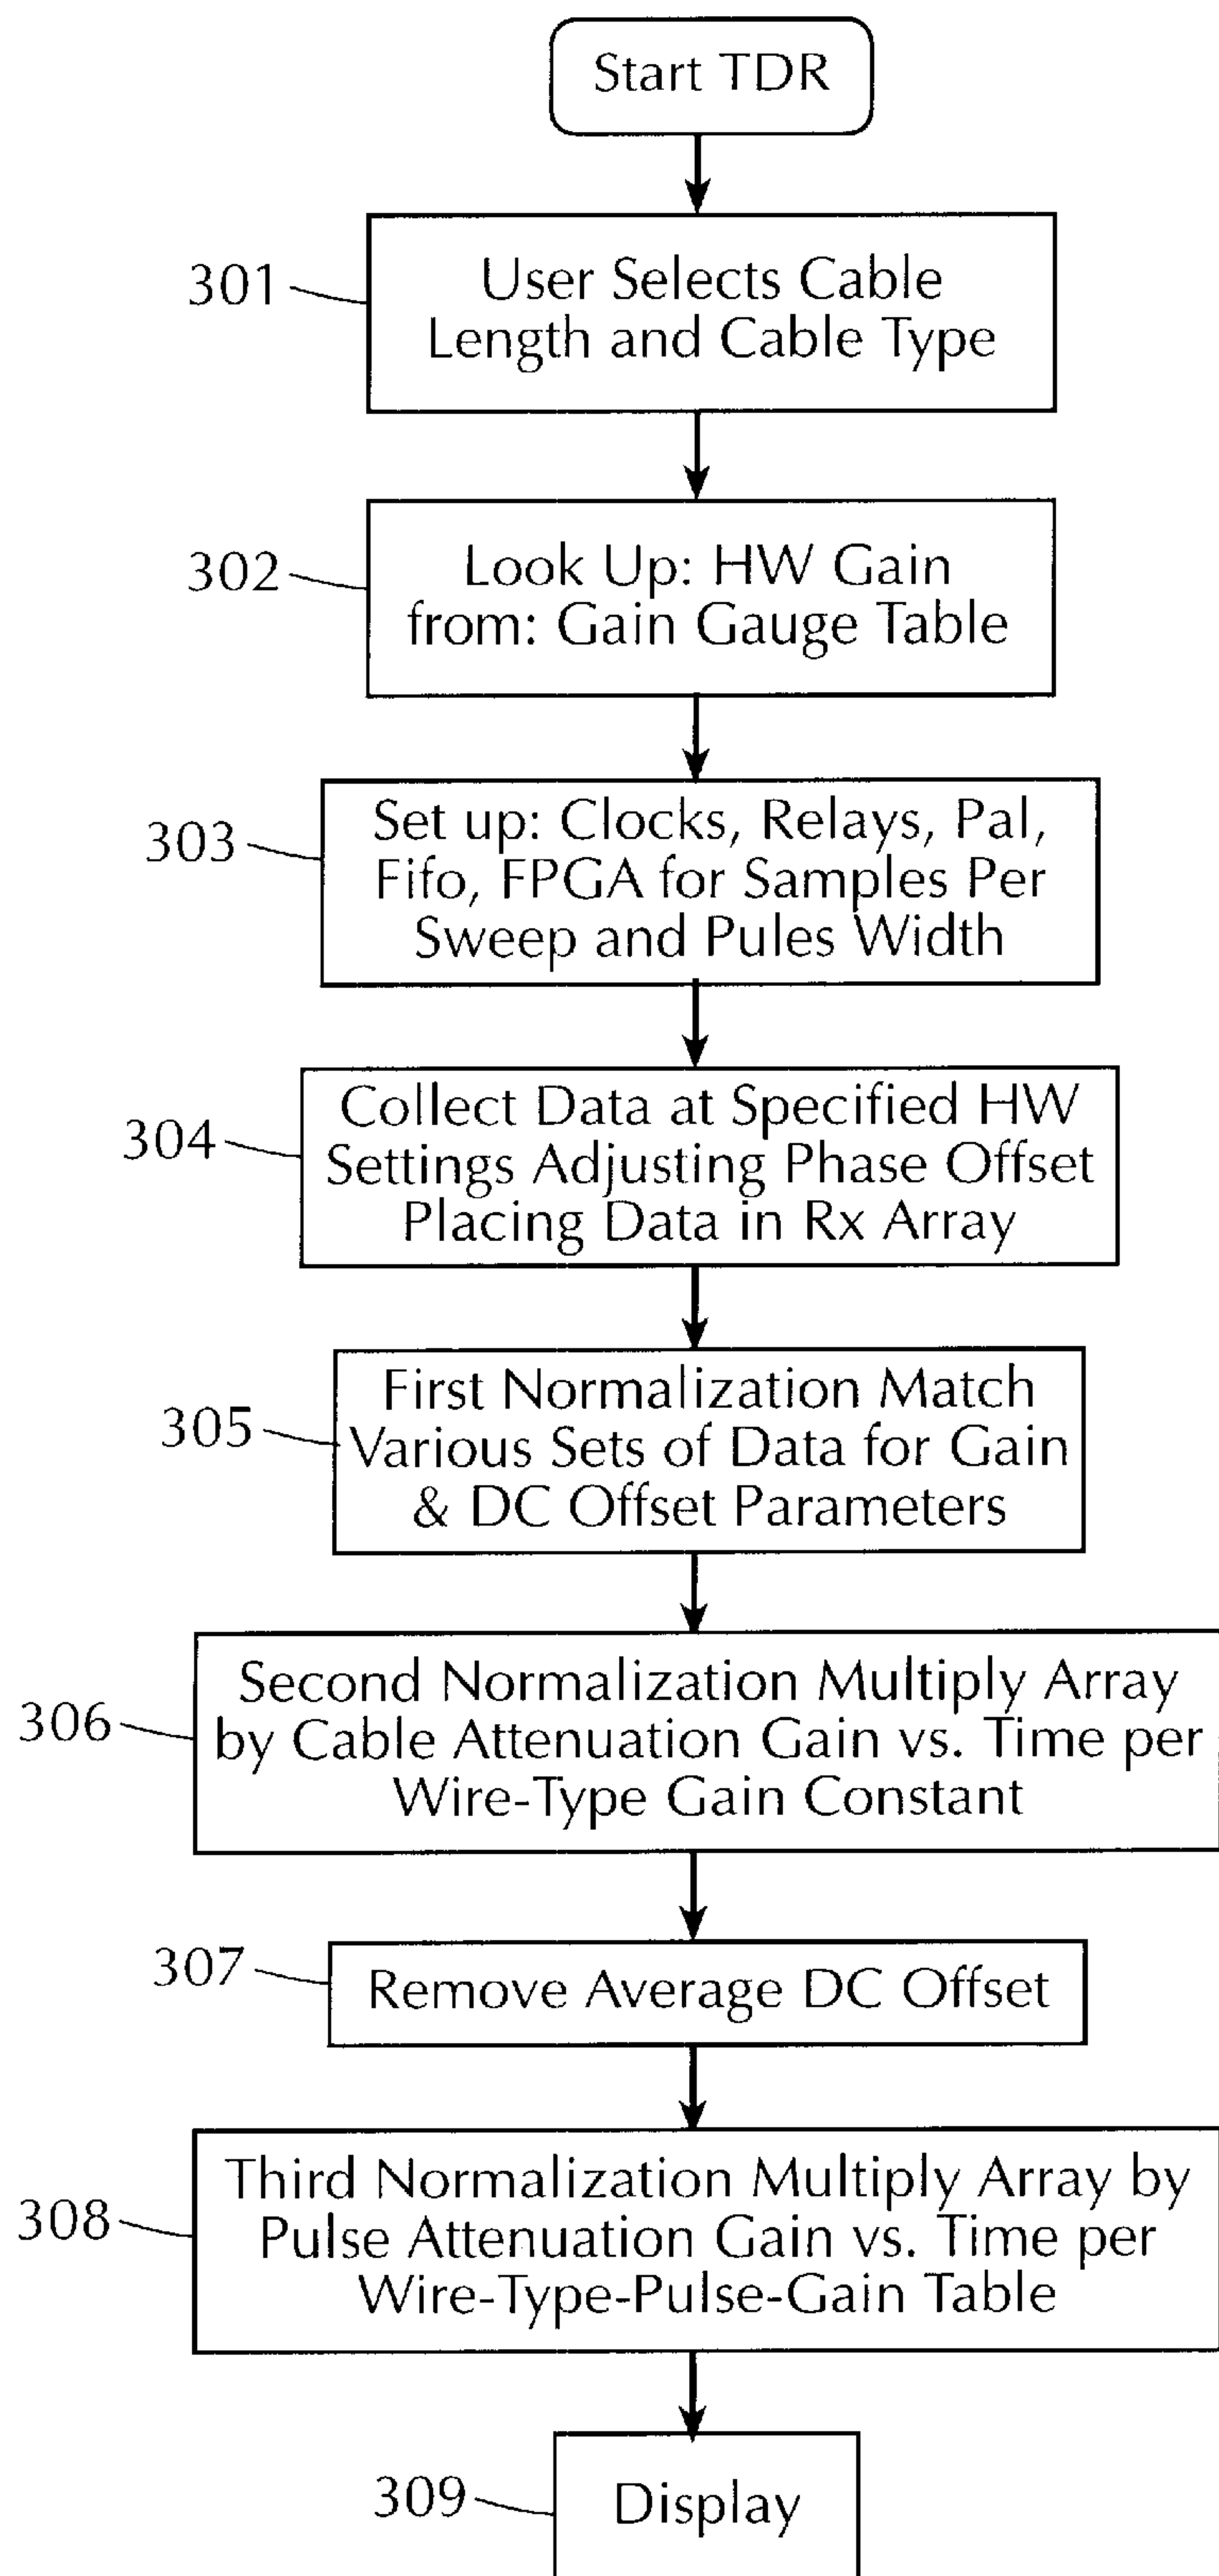 Start TDR
301
User Selects Cable
Length and Cable Type
302
Look Up: HW Gain
from: Gain Gauge Table
303
Set up: Clocks, Relays, Pal,
Fifo, FPGA for Samples Per
Sweep and Pules Width
304
Collect Data at Specified HW
Settings Adjusting Phase Offset
Placing Data in Rx Array
305
First Normalization Match
Various Sets of Data for Gain
& DC Offset Parameters
306
Second Normalization Multiply Array
by Cable Attenuation Gain vs. Time per
Wire-Type Gain Constant
307
Remove Average DC Offset
308
Third Normalization Multiply Array by
Pulse Attenuation Gain vs. Time per
Wire-Type-Pulse-Gain Table
309
Display